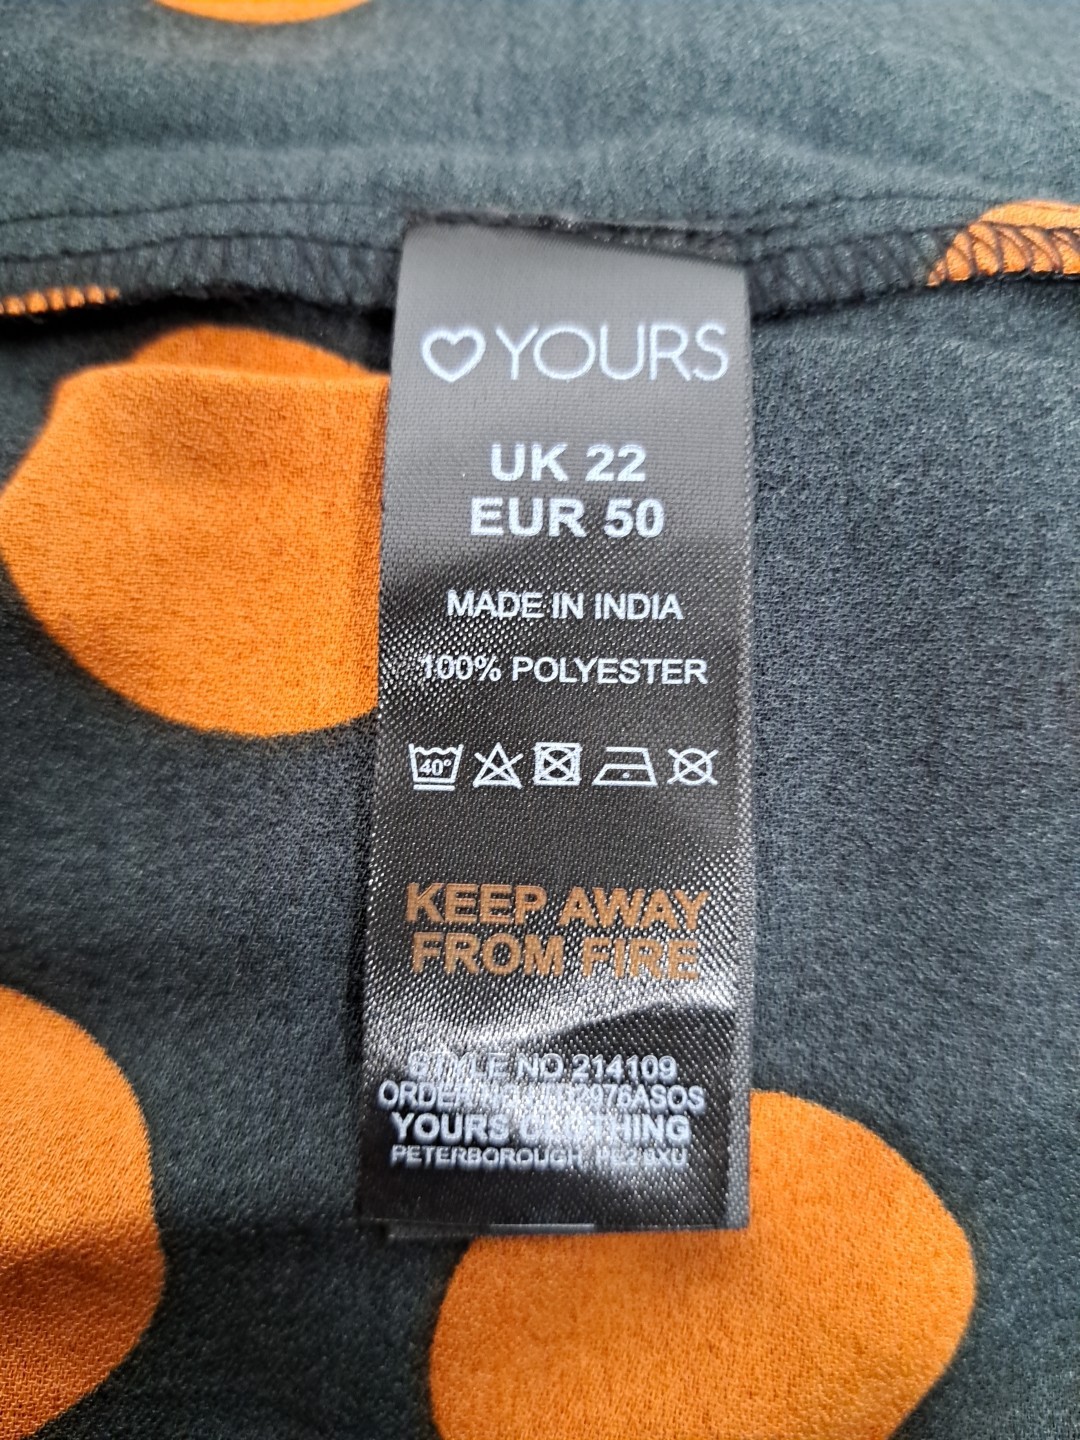 YOURS
UK 22
EUR 50
MADE IN INDIA
100% POLYESTER
40°
KEEP AWAY
FROM FIRE
STYLE NO 214109
YOURS CLOTHING
PETERBOROUGH